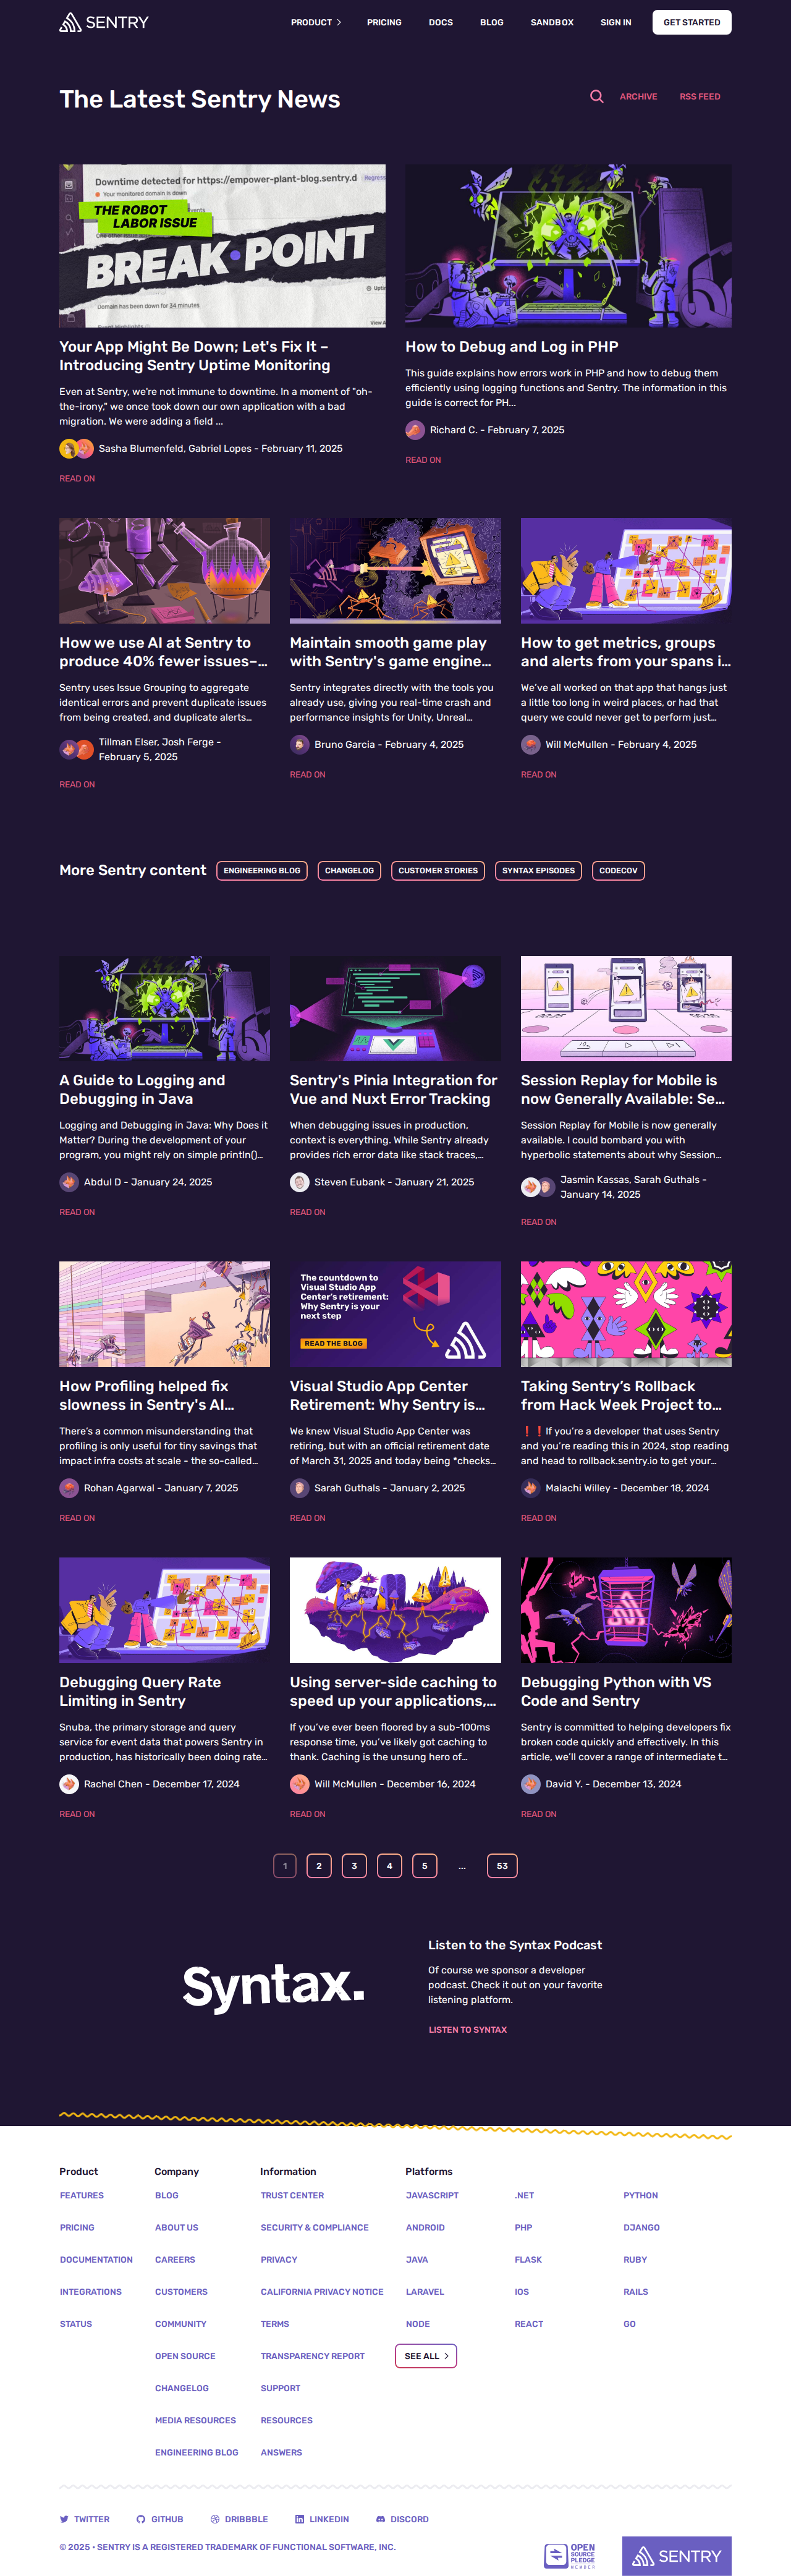 SENTRY
PRODUCT
PRICING
DOCS
BLOG
SANDBOX
SIGN IN
GET STARTED
The Latest Sentry News
ARCHIVE
RSS FEED
Downtime detected for https://empower-plant-blog.sentry.d
Your monitored domain is down
THE ROBOT
LABOR ISSUE
BREAK•POINT
Domain has been down for 34 minutes
Your App Might Be Down; Let's Fix It –
Introducing Sentry Uptime Monitoring
Even at Sentry, we're not immune to downtime. In a moment of "oh-
the-irony," we once took down our own application with a bad
migration. We were adding a field ...
Sasha Blumenfeld, Gabriel Lopes - February 11, 2025
READ ON
How to Debug and Log in PHP
This guide explains how errors work in PHP and how to debug them
efficiently using logging functions and Sentry. The information in this
guide is correct for PH...
Richard C. - February 7, 2025
READ ON
How we use AI at Sentry to
produce 40% fewer issues–...
Sentry uses Issue Grouping to aggregate
identical errors and prevent duplicate issues
from being created, and duplicate alerts...
Tillman Elser, Josh Ferge -
February 5, 2025
READ ON
Maintain smooth game play
with Sentry's game engine...
Sentry integrates directly with the tools you
already use, giving you real-time crash and
performance insights for Unity, Unreal...
Bruno Garcia - February 4, 2025
READ ON
How to get metrics, groups
and alerts from your spans i...
We've all worked on that app that hangs just
a little too long in weird places, or had that
query we could never get to perform just...
Will McMullen - February 4, 2025
READ ON
More Sentry content
ENGINEERING BLOG
CHANGELOG
CUSTOMER STORIES
SYNTAX EPISODES
CODECOV
A Guide to Logging and
Debugging in Java
Logging and Debugging in Java: Why Does it
Matter? During the development of your
program, you might rely on simple println()...
Abdul D - January 24, 2025
READ ON
Sentry's Pinia Integration for
Vue and Nuxt Error Tracking
When debugging issues in production,
context is everything. While Sentry already
provides rich error data like stack traces,...
Steven Eubank - January 21, 2025
READ ON
Session Replay for Mobile is
now Generally Available: Se...
Session Replay for Mobile is now generally
available. I could bombard you with
hyperbolic statements about why Session...
Jasmin Kassas, Sarah Guthals -
January 14, 2025
READ ON
How Profiling helped fix
slowness in Sentry's AI...
There's a common misunderstanding that
profiling is only useful for tiny savings that
impact infra costs at scale - the so-called...
Rohan Agarwal - January 7, 2025
READ ON
The countdown to
Visual Studio App
Center's retirement:
Why Sentry is your
next step
READ THE BLOG
Visual Studio App Center
Retirement: Why Sentry is...
We knew Visual Studio App Center was
retiring, but with an official retirement date
of March 31, 2025 and today being *checks...
Sarah Guthals - January 2, 2025
READ ON
Taking Sentry's Rollback
from Hack Week Project to...
❗❗If you're a developer that uses Sentry
and you're reading this in 2024, stop reading
and head to rollback.sentry.io to get your...
Malachi Willey - December 18, 2024
READ ON
Debugging Query Rate
Limiting in Sentry
Snuba, the primary storage and query
service for event data that powers Sentry in
production, has historically been doing rate...
Rachel Chen - December 17, 2024
READ ON
Using server-side caching to
speed up your applications,...
If you've ever been floored by a sub-100ms
response time, you've likely got caching to
thank. Caching is the unsung hero of...
Will McMullen - December 16, 2024
READ ON
Debugging Python with VS
Code and Sentry
Sentry is committed to helping developers fix
broken code quickly and effectively. In this
article, we'll cover a range of intermediate t...
David Y. - December 13, 2024
READ ON
1
2
3
4
5
...
53
Syntax.
Listen to the Syntax Podcast
Of course we sponsor a developer
podcast. Check it out on your favorite
listening platform.
LISTEN TO SYNTAX
Product
FEATURES
PRICING
DOCUMENTATION
INTEGRATIONS
STATUS
Company
BLOG
ABOUT US
CAREERS
CUSTOMERS
COMMUNITY
OPEN SOURCE
CHANGELOG
MEDIA RESOURCES
ENGINEERING BLOG
Information
TRUST CENTER
SECURITY & COMPLIANCE
PRIVACY
CALIFORNIA PRIVACY NOTICE
TERMS
TRANSPARENCY REPORT
SUPPORT
RESOURCES
ANSWERS
Platforms
JAVASCRIPT
ANDROID
JAVA
LARAVEL
NODE
SEE ALL
.NET
PHP
FLASK
IOS
REACT
PYTHON
DJANGO
RUBY
RAILS
GO
TWITTER
GITHUB
DRIBBBLE
LINKEDIN
DISCORD
© 2025 • SENTRY IS A REGISTERED TRADEMARK OF FUNCTIONAL SOFTWARE, INC.
OPEN
SOURCE
PLEDGE
MEMBER
SENTRY